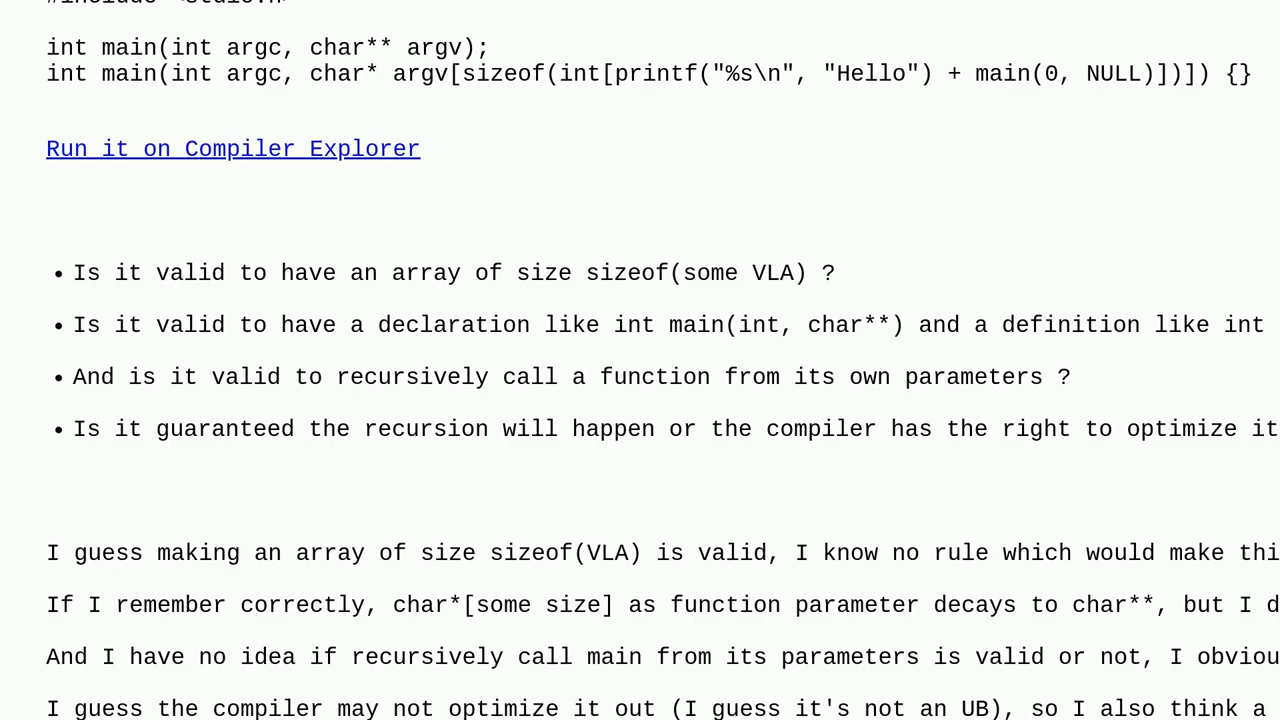 #include <stdio.h>
int main(int argc, char** argv);
int main(int argc, char* argv[sizeof(int[printf("%s\n", "Hello") + main(0, NULL)])]) {}
Run it on Compiler Explorer
• Is it valid to have an array of size sizeof(some VLA) ?
• Is it valid to have a declaration like int main(int, char**) and a definition like int
• And is it valid to recursively call a function from its own parameters ?
• Is it guaranteed the recursion will happen or the compiler has the right to optimize it
I guess making an array of size sizeof(VLA) is valid, I know no rule which would make thi
If I remember correctly, char*[some size] as function parameter decays to char**, but I d
And I have no idea if recursively call main from its parameters is valid or not, I obviou
I guess the compiler may not optimize it out (I guess it's not an UB), so I also think a